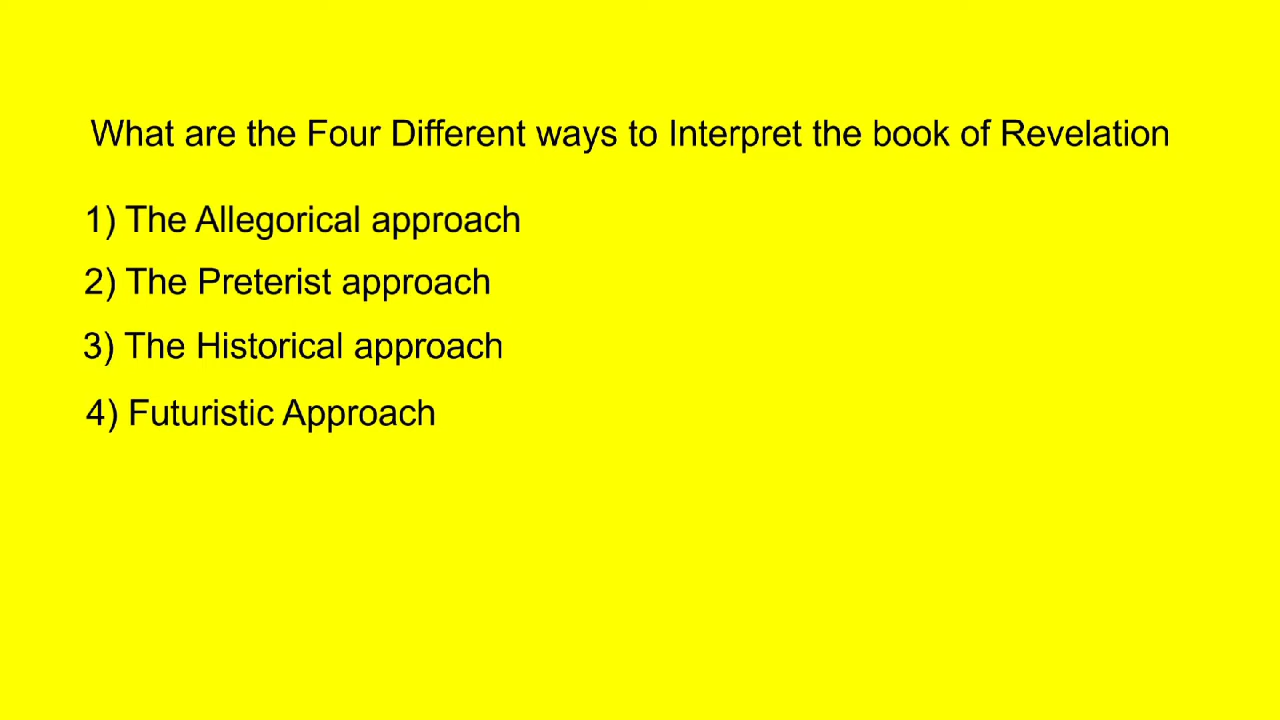 What are the Four Different ways to Interpret the book of Revelation
1) The Allegorical approach
2) The Preterist approach
3) The Historical approach
4) Futuristic Approach